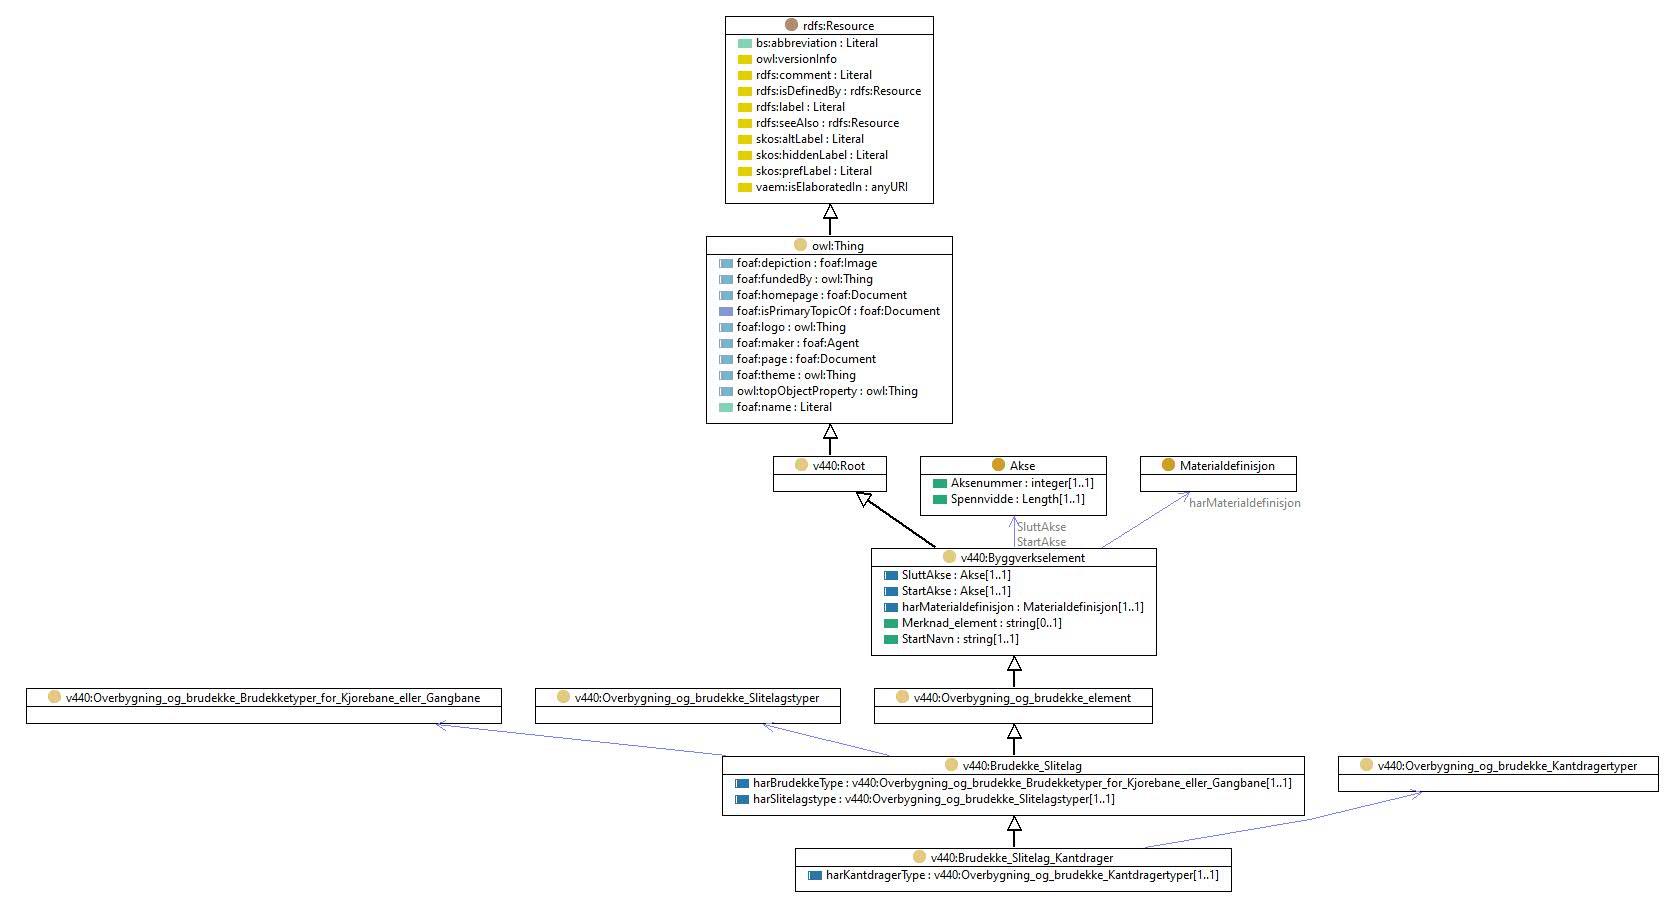 rdfs:Resource
bs:abbreviation : Literal
owl:versionInfo
rdfs:comment : Literal
rdfs:isDefinedBy : rdfs:Resource
rdfs:label : Literal
rdfs:seeAlso : rdfs:Resource
skos:altLabel : Literal
skos:hiddenLabel : Literal
skos:prefLabel : Literal
vaem:isElaboratedIn : anyURI
owl:Thing
foaf:depiction : foaf:Image
foaf:fundedBy : owl:Thing
foaf:homepage : foaf:Document
foaf:isPrimaryTopicOf : foaf:Document
foaf:logo : owl:Thing
foaf:maker : foaf:Agent
foaf:page : foaf:Document
foaf:theme : owl:Thing
owl:topObjectProperty : owl:Thing
foaf:name : Literal
v440:Root
Akse
Aksenummer : integer[1..1]
Spennvidde : Length[1..1]
Materialdefinisjon
harMaterialdefinisjon
SluttAkse
StartAkse
v440:Byggverkselement
SluttAkse : Akse[1..1]
StartAkse : Akse[1..1]
harMaterialdefinisjon : Materialdefinisjon[1..1]
Merknad_element : string[0..1]
StartNavn : string[1..1]
v440:Overbygning_og_brudekke_Brudekketyper_for_Kjorebane_eller_Gangbane
v440:Overbygning_og_brudekke_Slitelagstyper
v440:Overbygning_og_brudekke_element
v440:Brudekke_Slitelag
harBrudekkeType : v440:Overbygning_og_brudekke_Brudekketyper_for_Kjorebane_eller_Gangbane[1..1]
harSlitelagstype : v440:Overbygning_og_brudekke_Slitelagstyper[1..1]
v440:Overbygning_og_brudekke_Kantdragertyper
v440:Brudekke_Slitelag_Kantdrager
harKantdragerType : v440:Overbygning_og_brudekke_Kantdragertyper[1..1]